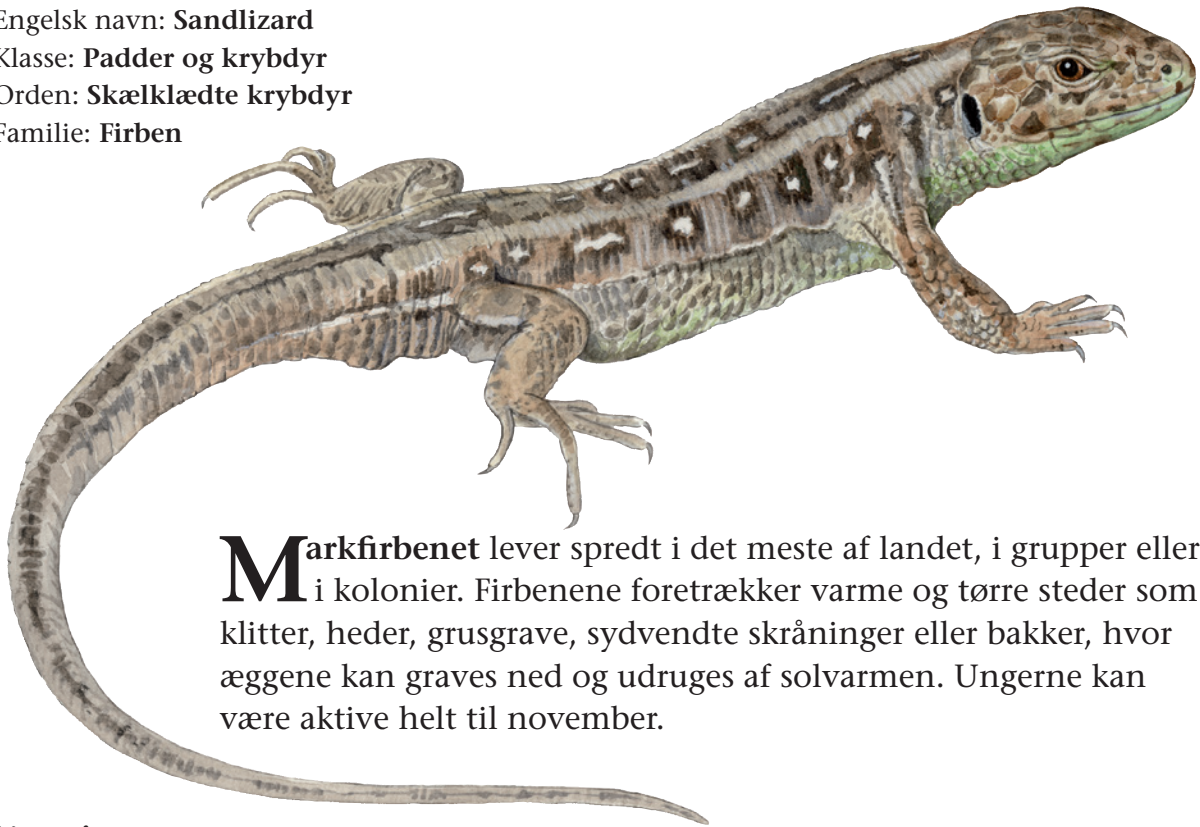 Engelsk navn: Sandlizard
Klasse: Padder og krybdyr
Orden: Skælklædte krybdyr
Familie: Firben
Markfirbenet lever spredt i det meste af landet, i grupper eller
i kolonier. Firbenene foretrækker varme og tørre steder som
klitter, heder, grusgrave, sydvendte skråninger eller bakker, hvor
æggene kan graves ned og udruges af solvarmen. Ungerne kan
være aktive helt til november.